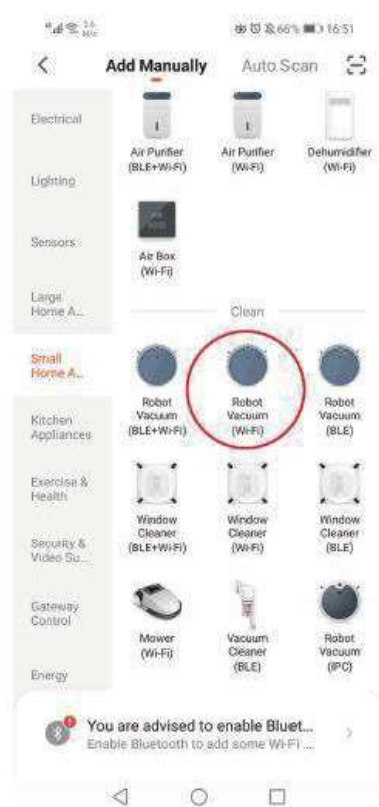 66% 16:51
Add Manually Auto Scan
Electrical
Lighting
Sensors
Large
Home A...
Small
Home A...
Kitchen
Appliances
Exercise &
Health
Security &
Video Su...
Gateway
Control
Energy
Air Purifier
(BLE+Wi-Fi)
Air Purifier
(Wi-Fi)
Dehumidifier
(Wi-Fi)
Air Box
(Wi-Fi)
Clean
Robot
Vacuum
(BLE+Wi-Fi)
Robot
Vacuum
(Wi-Fi)
Robot
Vacuum
(BLE)
Window
Cleaner
(BLE+Wi-Fi)
Window
Cleaner
(Wi-Fi)
Window
Cleaner
(BLE)
Mower
(Wi-Fi)
Vacuum
Cleaner
(BLE)
Robot
Vacuum
(IPC)
You are advised to enable Bluet...
Enable Bluetooth to add some Wi-Fi ...